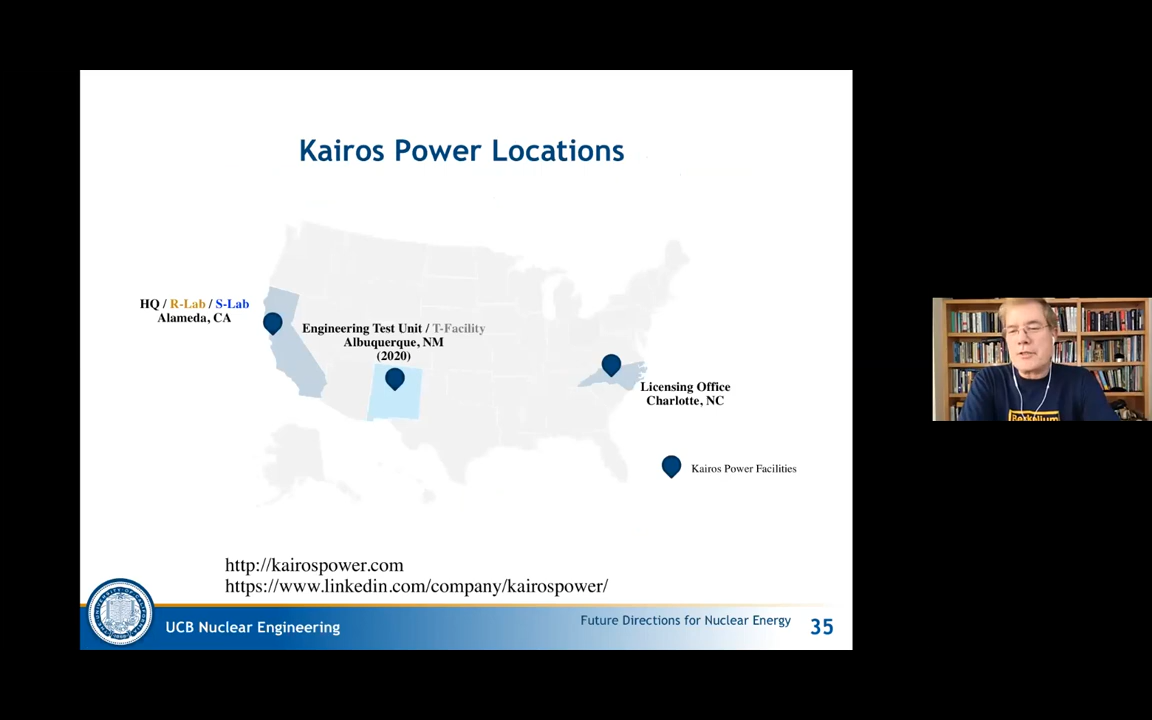 Kairos Power Locations
HQ / R-Lab / S-Lab
Alameda, CA
Engineering Test Unit / T-Facility
Albuquerque, NM
(2020)
Licensing Office
Charlotte, NC
Kairos Power Facilities
http://kairospower.com
https://www.linkedin.com/company/kairospower/
UCB Nuclear Engineering
Future Directions for Nuclear Energy
35